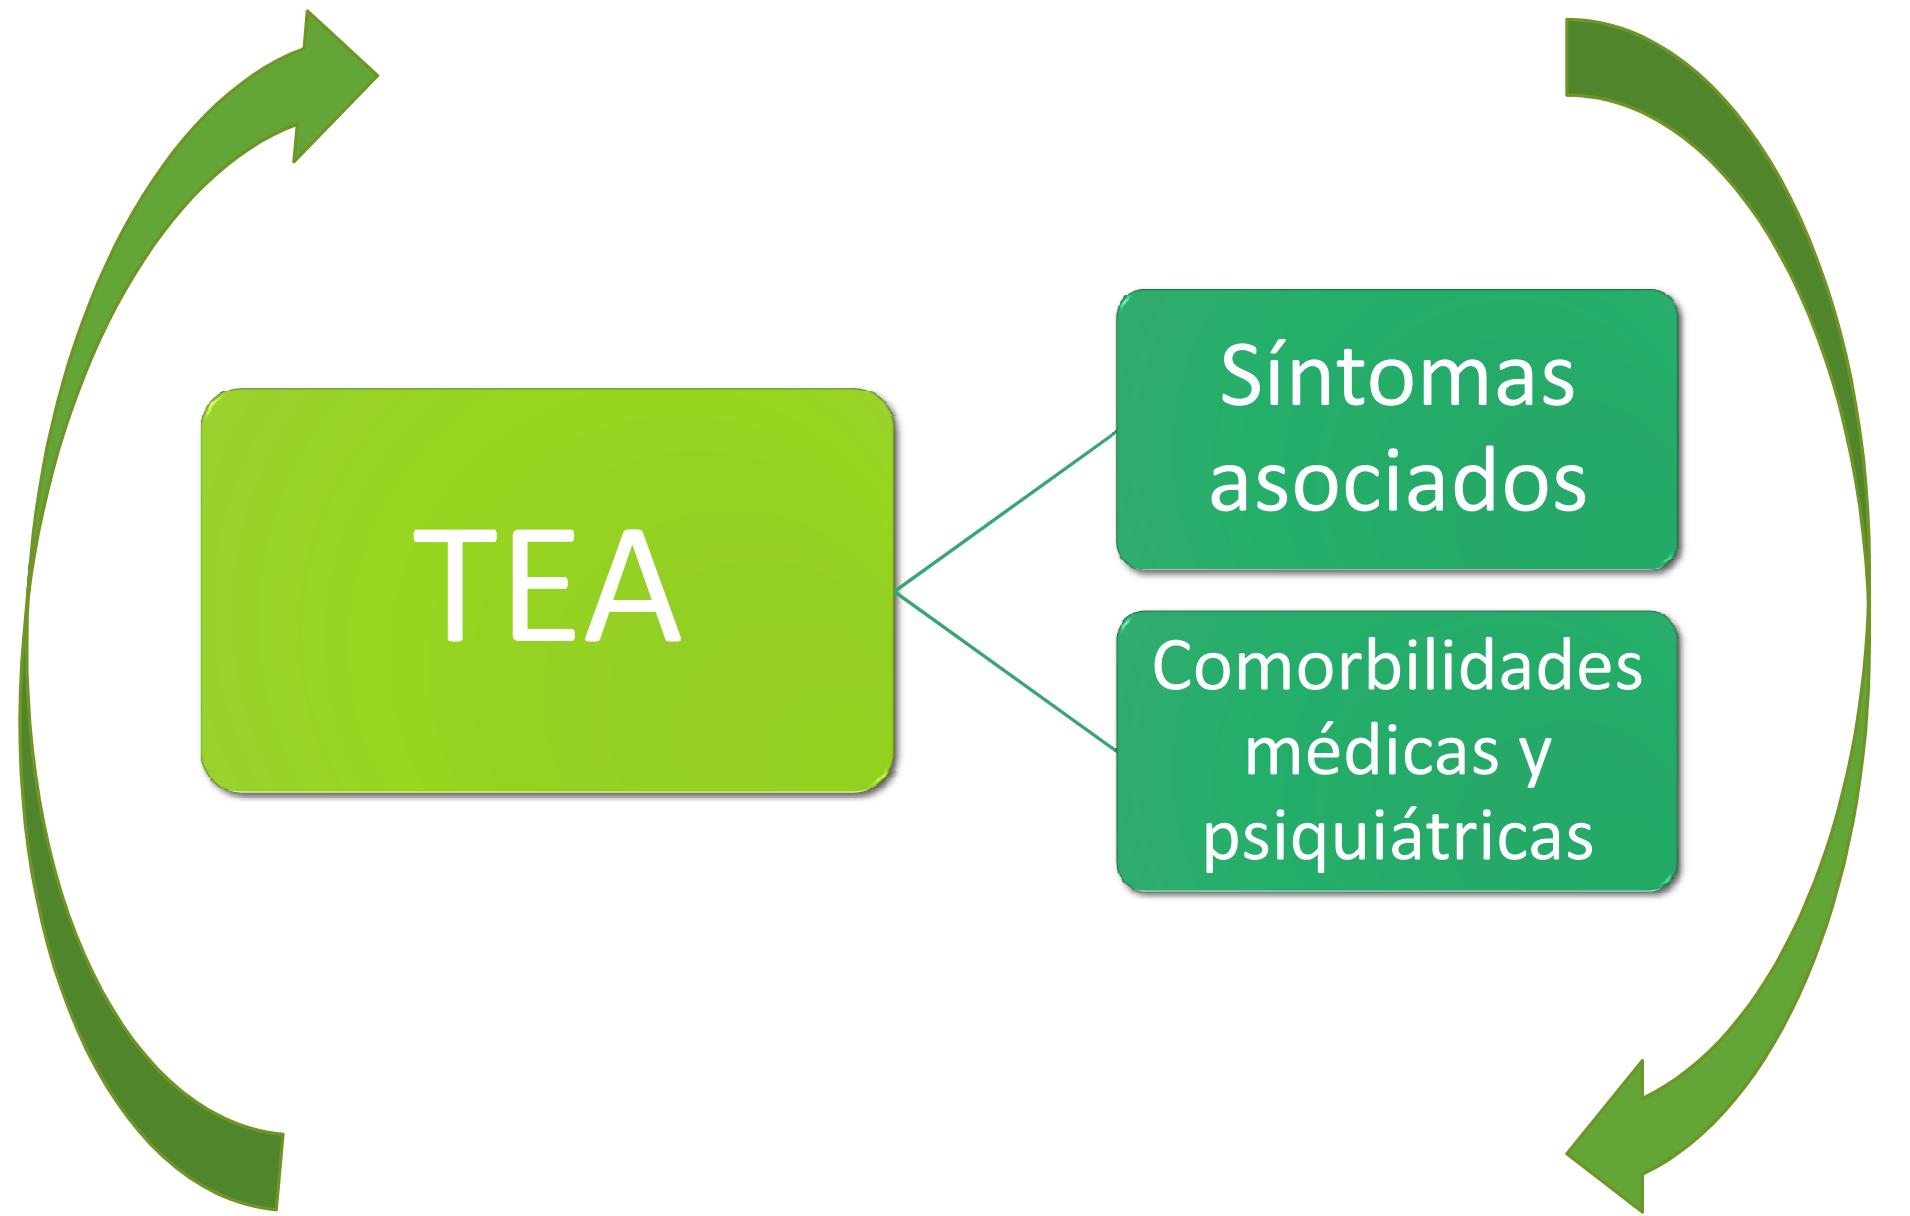 TEA
Síntomas
asociados
Comorbilidades
médicas y
psiquiátricas